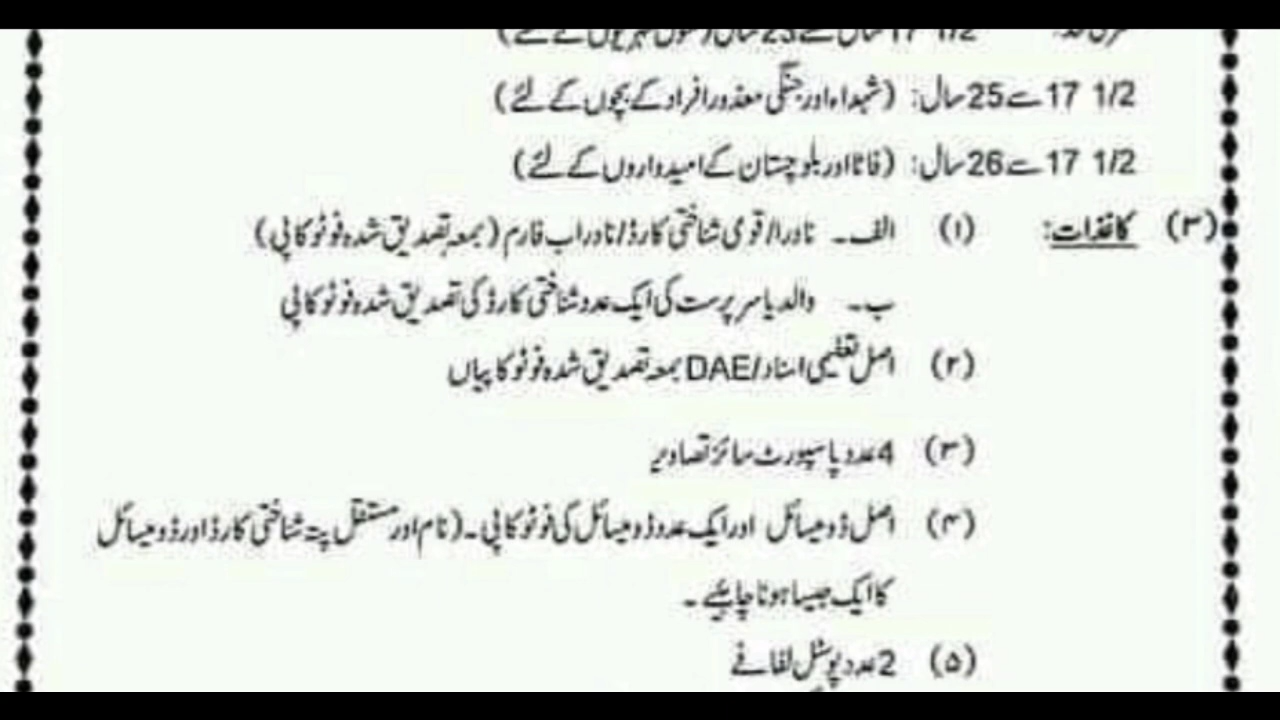 17 1/2 سے 25 سال: (شہداء اور جنگی معذور افراد کے بچوں کے لئے)
17 1/2 سے 26 سال: (فاٹا اور بلوچستان کے امیدواروں کے لئے)
(۳) کاغذات: (۱) الف۔ نادرا/قومی شناختی کارڈ/نادرا ب فارم (بمعہ تصدیق شدہ فوٹو کاپی)
ب۔ والد یا سرپرست کی ایک عدد شناختی کارڈ کی تصدیق شدہ فوٹو کاپی
(۲) اصل تعلیمی اسناد/DAE بمعہ تصدیق شدہ فوٹو کاپیاں
(۳) 4 عدد پاسپورٹ سائز تصاویر
(۴) اصل ڈومیسائل اور ایک عدد ڈومیسائل کی فوٹو کاپی۔ (نام اور مستقل پتہ شناختی کارڈ اور ڈومیسائل
کا ایک جیسا ہونا چاہئیے۔
(۵) 2 عدد پوسٹل لفافے